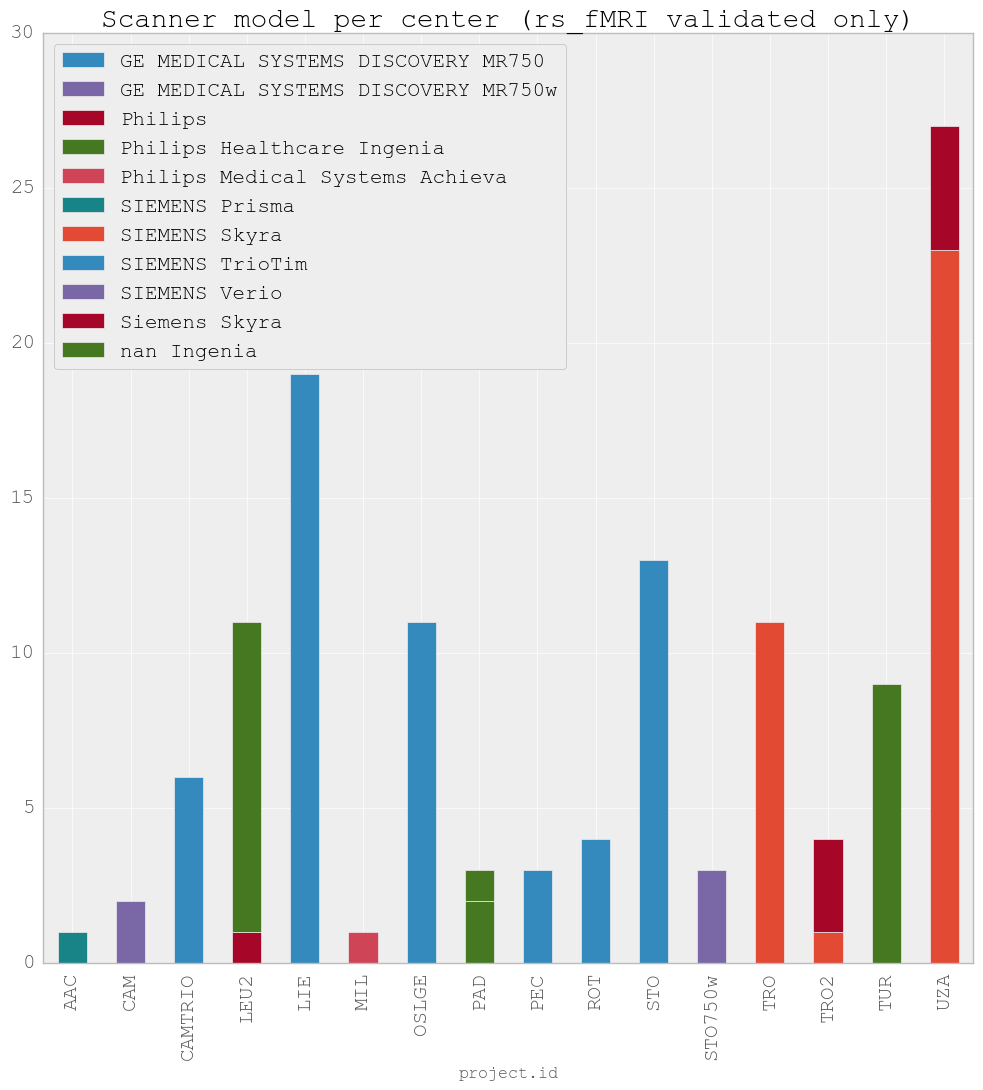 Scanner model per center (rs_fMRI validated only)
30
25
20
15
10
5
0
GE MEDICAL SYSTEMS DISCOVERY MR750
GE MEDICAL SYSTEMS DISCOVERY MR750w
Philips
Philips Healthcare Ingenia
Philips Medical Systems Achieva
SIEMENS Prisma
SIEMENS Skyra
SIEMENS TrioTim
SIEMENS Verio
Siemens Skyra
nan Ingenia
AAC
CAM
CAMTRIO
LEU2
LIE
MIL
OSLGE
PAD
PEC
ROT
STO
STO750w
TRO
TRO2
TUR
UZA
project.id